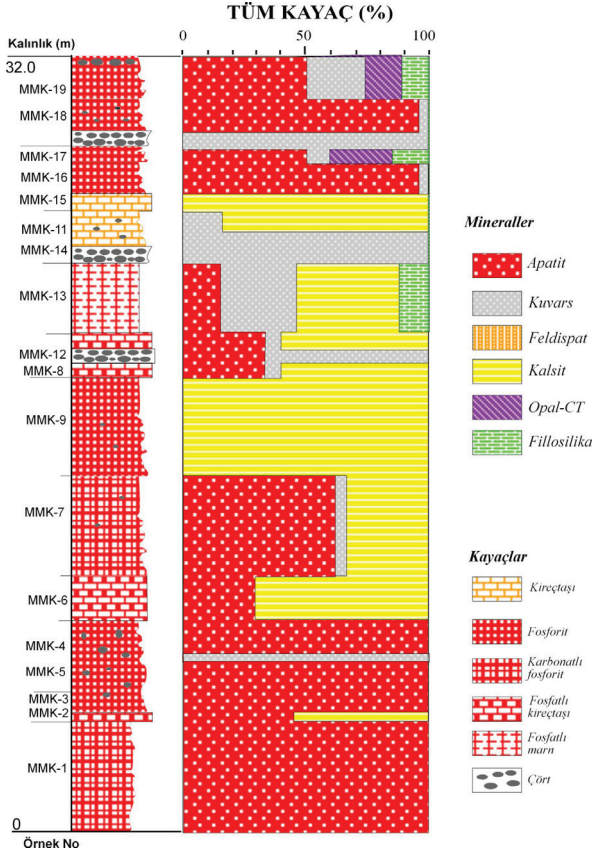 TÜM KAYAÇ (%)
Kalınlık (m)
0
50
100
32.0
MMK-19
MMK-18
MMK-17
MMK-16
MMK-15
MMK-11
MMK-14
MMK-13
MMK-12
MMK-8
MMK-9
MMK-7
MMK-6
MMK-4
MMK-5
MMK-3
MMK-2
MMK-1
0
Örnek No
Mineraller
Apatit
Kuvars
Feldispat
Kalsit
Opal-CT
Fillosilika
Kayaçlar
Kireçtaşı
Fosforit
Karbonatlı
fosforit
Fosfatlı
kireçtaşı
Fosfatlı
marn
Çört